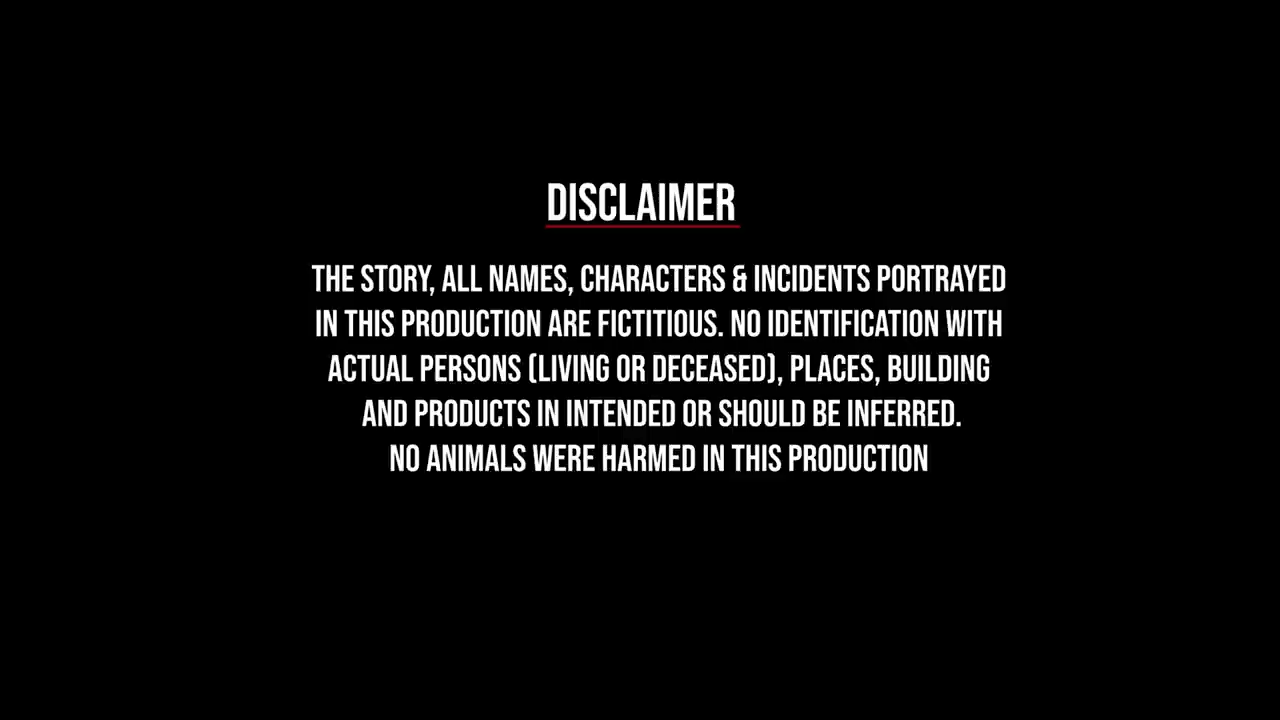 DISCLAIMER
THE STORY, ALL NAMES, CHARACTERS & INCIDENTS PORTRAYED
IN THIS PRODUCTION ARE FICTITIOUS. NO IDENTIFICATION WITH
ACTUAL PERSONS (LIVING OR DECEASED), PLACES, BUILDING
AND PRODUCTS IN INTENDED OR SHOULD BE INFERRED.
NO ANIMALS WERE HARMED IN THIS PRODUCTION